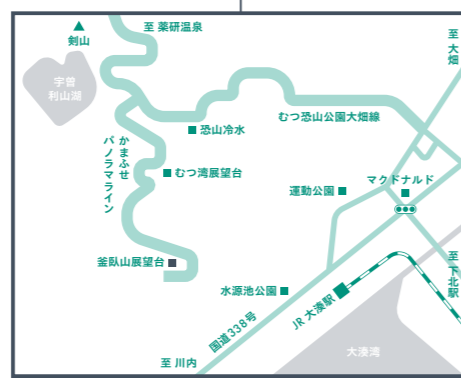 至 薬研温泉
剣山
至 大畑
宇曽
利山湖
恐山冷水
むつ恐山公園大畑線
かまふせ
パノラマライン
むつ湾展望台
マクドナルド
運動公園
釜臥山展望台
至 下北駅
水源池公園
JR 大湊駅
国道338号
大湊湾
至 川内